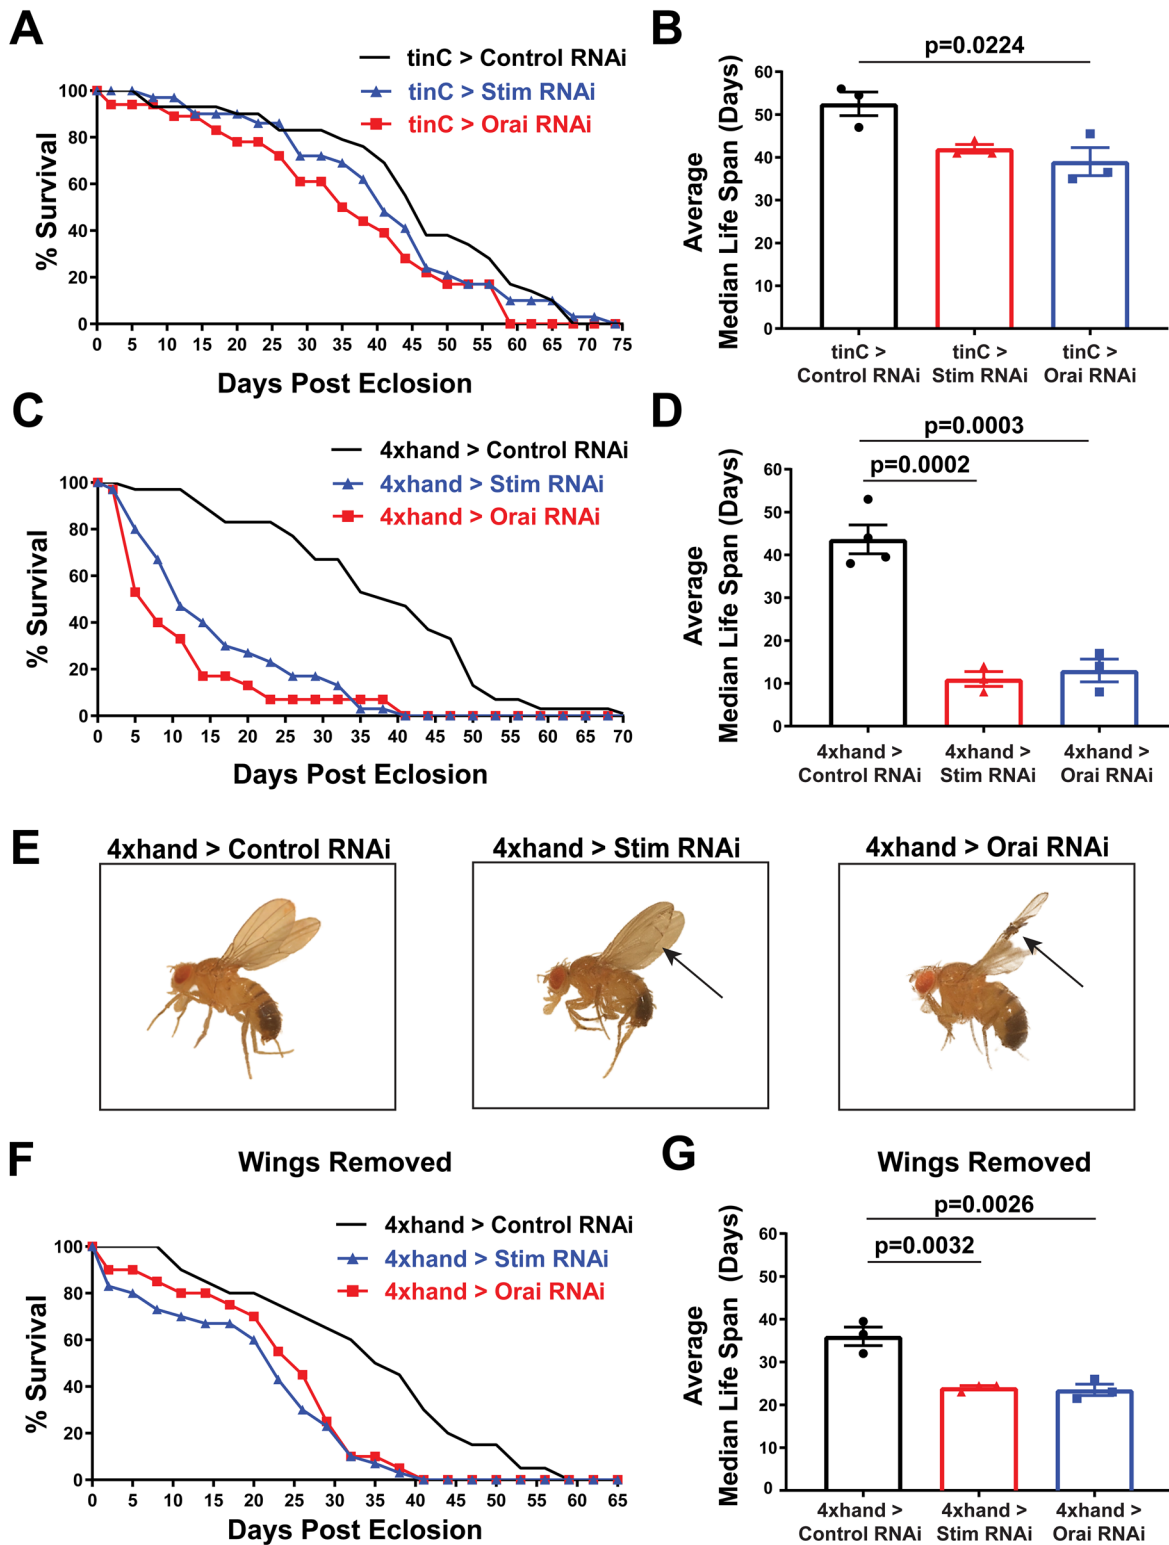 A
tinC > Control RNAi
tinC > Stim RNAi
tinC > Orai RNAi
% Survival
100
80
60
40
20
0
0 5 10 15 20 25 30 35 40 45 50 55 60 65 70 75
Days Post Eclosion
B
p=0.0224
Average
Median Life Span (Days)
60
50
40
30
20
10
0
tinC >
Control RNAi
tinC >
Stim RNAi
tinC >
Orai RNAi
C
4xhand > Control RNAi
4xhand > Stim RNAi
4xhand > Orai RNAi
% Survival
100
80
60
40
20
0
0 5 10 15 20 25 30 35 40 45 50 55 60 65 70
Days Post Eclosion
D
p=0.0003
p=0.0002
Average
Median Life Span (Days)
60
50
40
30
20
10
0
4xhand >
Control RNAi
4xhand >
Stim RNAi
4xhand >
Orai RNAi
E
4xhand > Control RNAi
4xhand > Stim RNAi
4xhand > Orai RNAi
F
Wings Removed
4xhand > Control RNAi
4xhand > Stim RNAi
4xhand > Orai RNAi
% Survival
100
80
60
40
20
0
0 5 10 15 20 25 30 35 40 45 50 55 60 65
Days Post Eclosion
G
Wings Removed
p=0.0026
p=0.0032
Average
Median Life Span (Days)
60
50
40
30
20
10
0
4xhand >
Control RNAi
4xhand >
Stim RNAi
4xhand >
Orai RNAi